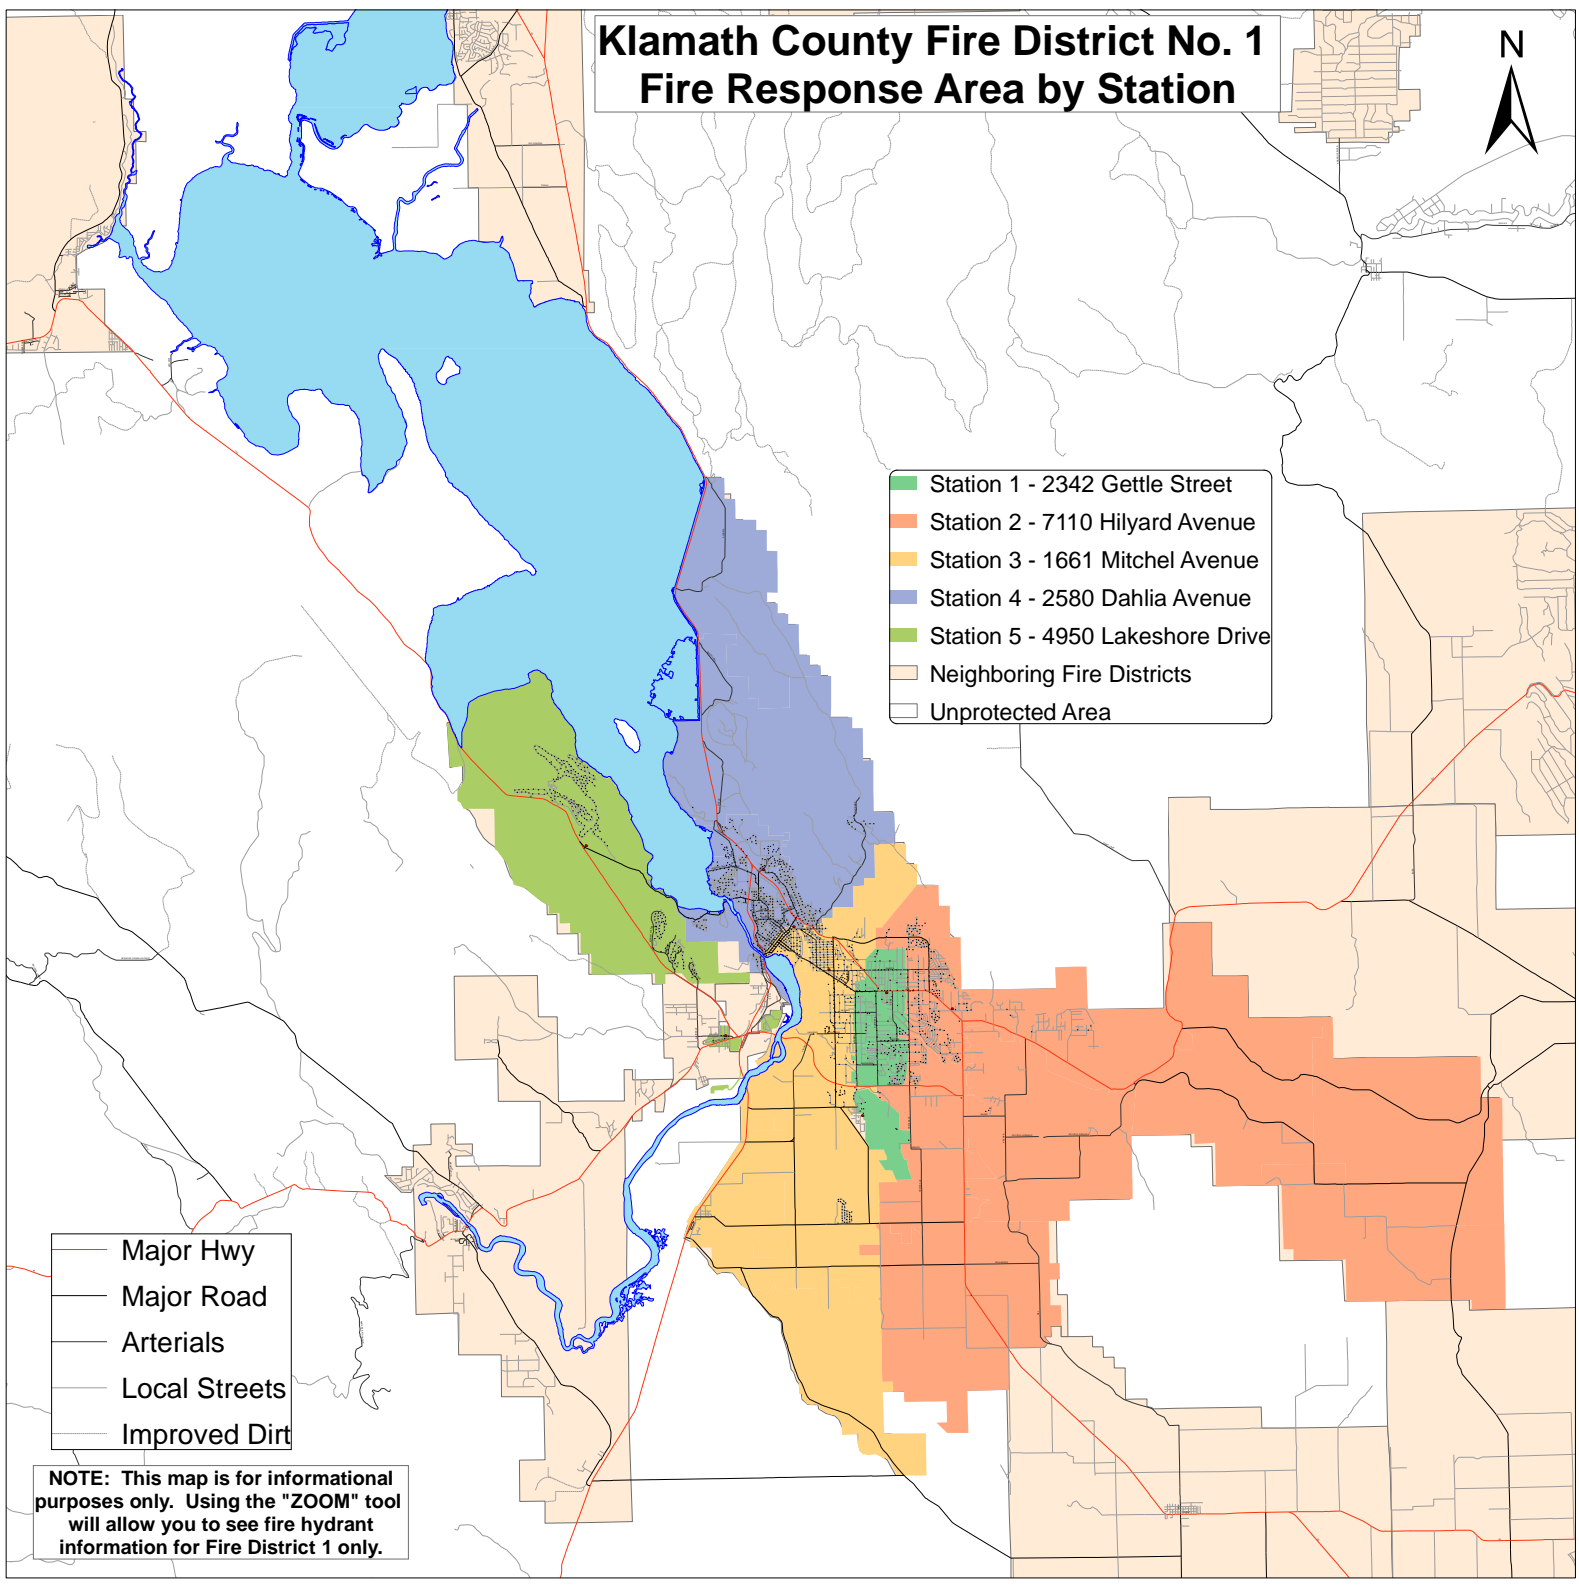 Klamath County Fire District No. 1
Fire Response Area by Station
N
Station 1 - 2342 Gettle Street
Station 2 - 7110 Hilyard Avenue
Station 3 - 1661 Mitchel Avenue
Station 4 - 2580 Dahlia Avenue
Station 5 - 4950 Lakeshore Drive
Neighboring Fire Districts
Unprotected Area
Major Hwy
Major Road
Arterials
Local Streets
Improved Dirt
NOTE: This map is for informational
purposes only. Using the "ZOOM" tool
will allow you to see fire hydrant
information for Fire District 1 only.